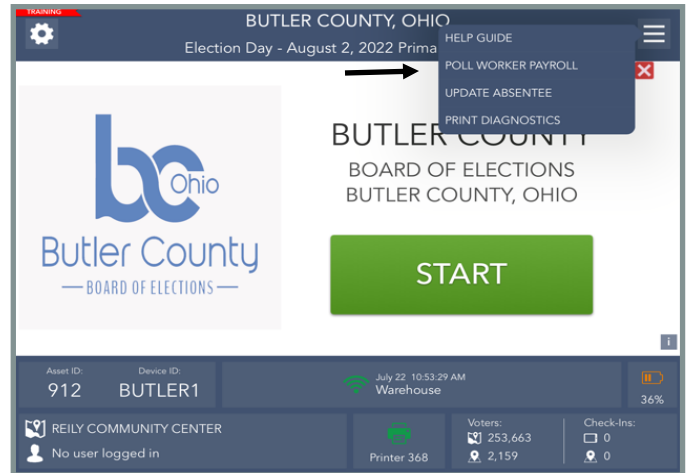 TRAINING
BUTLER COUNTY, OHIO
Election Day - August 2, 2022 Prima
HELP GUIDE
POLL WORKER PAYROLL
UPDATE ABSENTEE
PRINT DIAGNOSTICS
bc Ohio
Butler County
BOARD OF ELECTIONS
BUTLER COUNTY
BOARD OF ELECTIONS
BUTLER COUNTY, OHIO
START
i
Asset ID:
912
Device ID:
BUTLER1
July 22 10:53:29 AM
Warehouse
36%
REILY COMMUNITY CENTER
No user logged in
Printer 368
Voters:
253,663
2,159
Check-Ins:
0
0